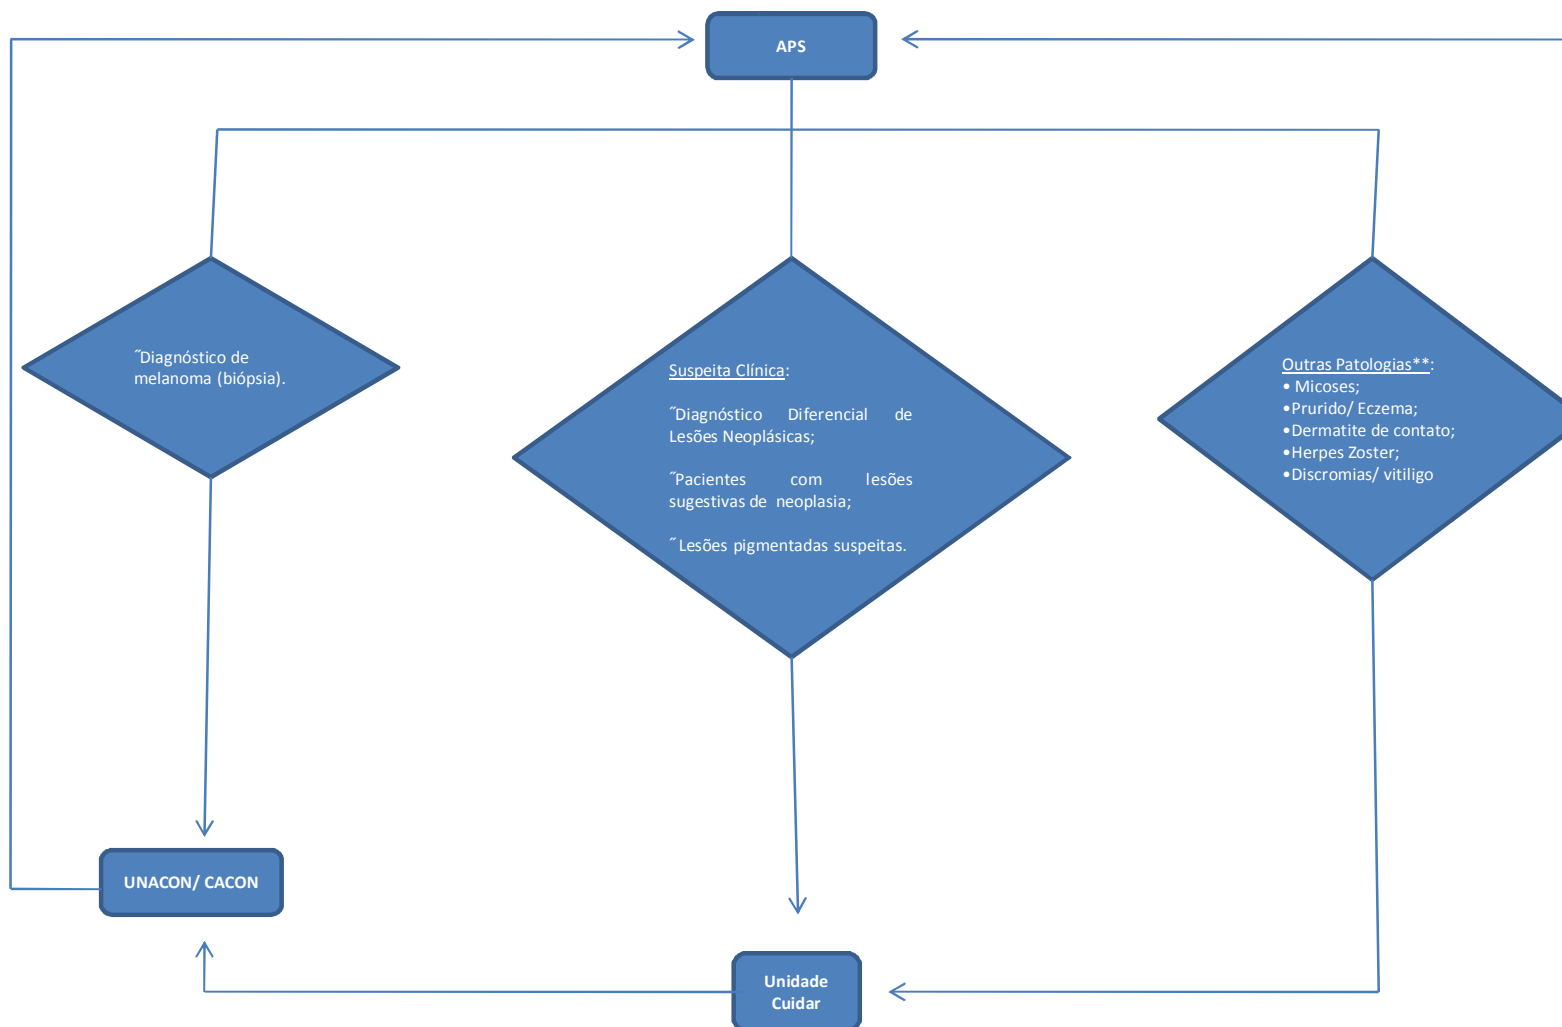 APS
˝Diagnóstico de
melanoma (biópsia).
Suspeita Clínica:
˝Diagnóstico Diferencial de
Lesões Neoplásicas;
˝Pacientes com lesões
sugestivas de neoplasia;
˝Lesões pigmentadas suspeitas.
Outras Patologias**:
• Micoses;
•Prurido/ Eczema;
•Dermatite de contato;
•Herpes Zoster;
•Discromias/ vitiligo
UNACON/ CACON
Unidade
Cuidar